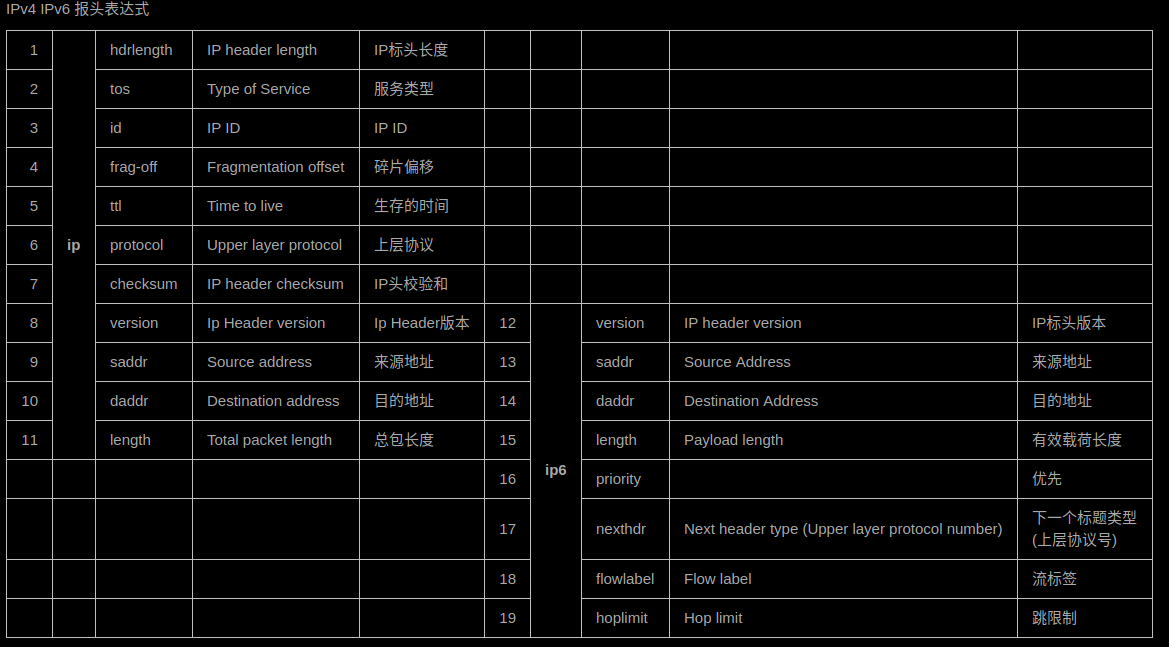 IPv4 IPv6 报头表达式
1 hdrlength IP header length IP标头长度
2 tos Type of Service 服务类型
3 id IP ID IP ID
4 frag-off Fragmentation offset 碎片偏移
5 ttl Time to live 生存的时间
6 ip protocol Upper layer protocol 上层协议
7 checksum IP header checksum IP头校验和
8 version Ip Header version Ip Header版本 12 version IP header version IP标头版本
9 saddr Source address 来源地址 13 saddr Source Address 来源地址
10 daddr Destination address 目的地址 14 daddr Destination Address 目的地址
11 length Total packet length 总包长度 15 length Payload length 有效载荷长度
ip6
16 priority 优先
17 nexthdr Next header type (Upper layer protocol number) 下一个标题类型
(上层协议号)
18 flowlabel Flow label 流标签
19 hoplimit Hop limit 跳限制